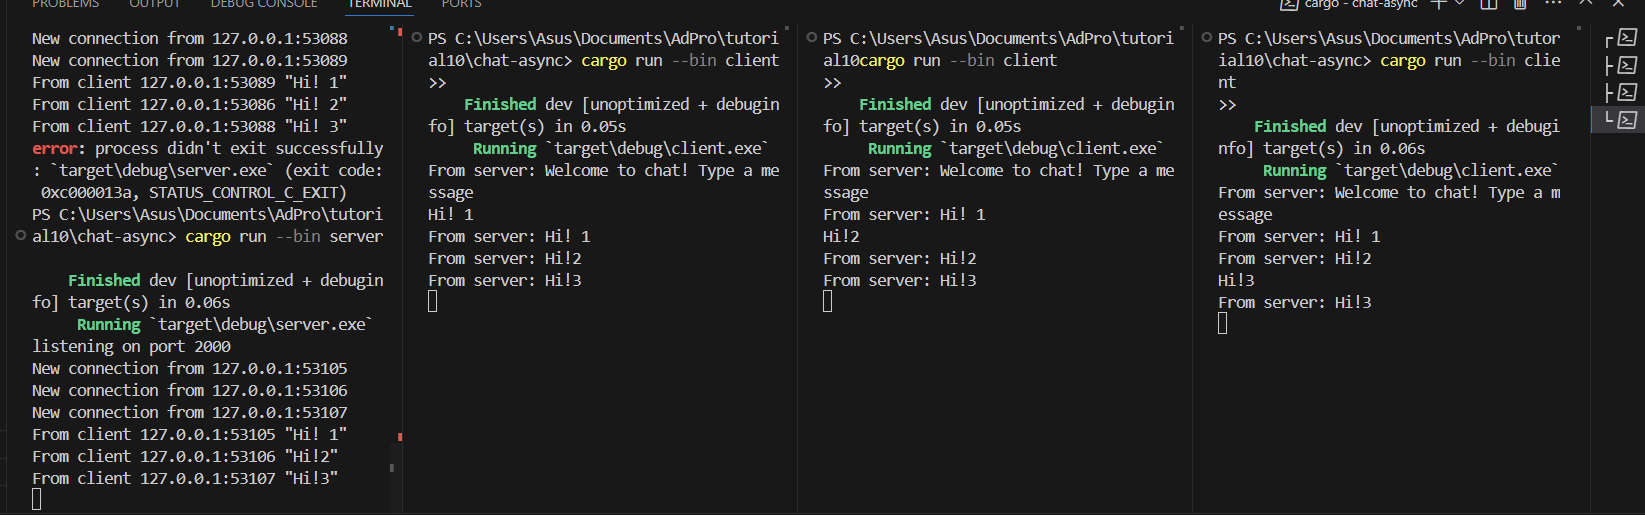 PROBLEMS OUTPUT DEBUG CONSOLE TERMINAL PORTS
cargo - chat-async
New connection from 127.0.0.1:53088
New connection from 127.0.0.1:53089
From client 127.0.0.1:53089 "Hi! 1"
From client 127.0.0.1:53086 "Hi! 2"
From client 127.0.0.1:53088 "Hi! 3"
error: process didn't exit successfully
: `target\debug\server.exe` (exit code:
0xc000013a, STATUS_CONTROL_C_EXIT)
PS C:\Users\Asus\Documents\AdPro\tutori
al10\chat-async> cargo run --bin server
Finished dev [unoptimized + debugin
fo] target(s) in 0.06s
Running `target\debug\server.exe`
listening on port 2000
New connection from 127.0.0.1:53105
New connection from 127.0.0.1:53106
New connection from 127.0.0.1:53107
From client 127.0.0.1:53105 "Hi! 1"
From client 127.0.0.1:53106 "Hi!2"
From client 127.0.0.1:53107 "Hi!3"
PS C:\Users\Asus\Documents\AdPro\tutori
al10\chat-async> cargo run --bin client
>>
Finished dev [unoptimized + debugin
fo] target(s) in 0.05s
Running `target\debug\client.exe`
From server: Welcome to chat! Type a me
ssage
Hi! 1
From server: Hi! 1
From server: Hi!2
From server: Hi!3
PS C:\Users\Asus\Documents\AdPro\tutori
al10cargo run --bin client
>>
Finished dev [unoptimized + debugin
fo] target(s) in 0.05s
Running `target\debug\client.exe`
From server: Welcome to chat! Type a me
ssage
From server: Hi! 1
Hi!2
From server: Hi!2
From server: Hi!3
PS C:\Users\Asus\Documents\AdPro\tutor
ial10\chat-async> cargo run --bin clie
nt
>>
Finished dev [unoptimized + debugi
nfo] target(s) in 0.06s
Running `target\debug\client.exe`
From server: Welcome to chat! Type a m
essage
From server: Hi! 1
From server: Hi!2
Hi!3
From server: Hi!3